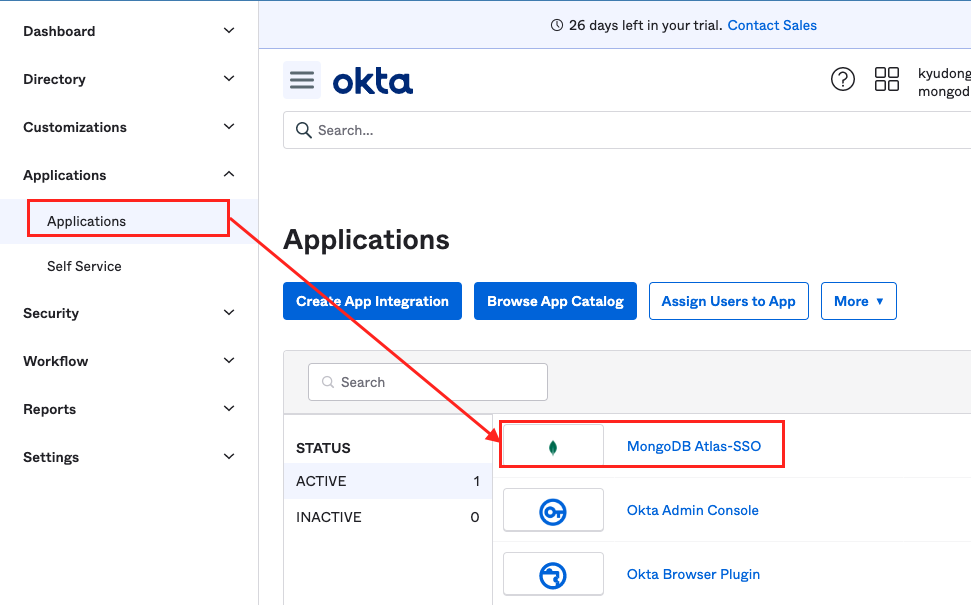 Dashboard
Directory
Customizations
Applications
Applications
Self Service
Security
Workflow
Reports
Settings
26 days left in your trial. Contact Sales
okta
kyudong
mongod
Search...
Applications
Create App Integration
Browse App Catalog
Assign Users to App
More
Search
STATUS
ACTIVE 1
INACTIVE 0
MongoDB Atlas-SSO
Okta Admin Console
Okta Browser Plugin